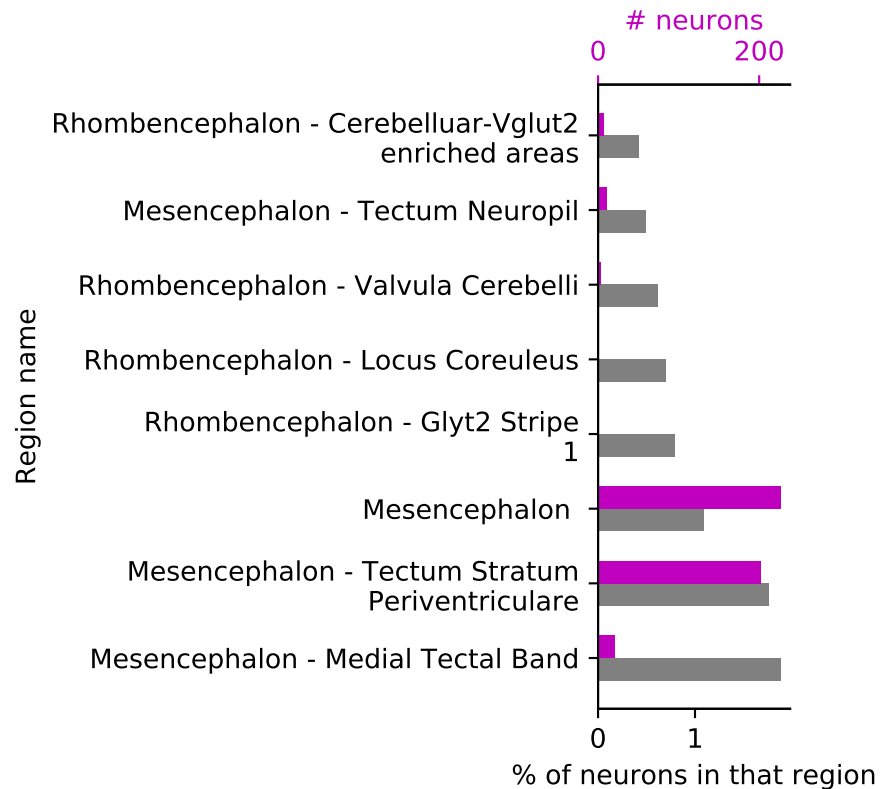 # neurons
0 200
Rhombencephalon - Cerebelluar-Vglut2
enriched areas
Mesencephalon - Tectum Neuropil
Rhombencephalon - Valvula Cerebelli
Rhombencephalon - Locus Coreuleus
Rhombencephalon - Glyt2 Stripe
1
Mesencephalon
Mesencephalon - Tectum Stratum
Periventriculare
Mesencephalon - Medial Tectal Band
Region name
0 1
% of neurons in that region